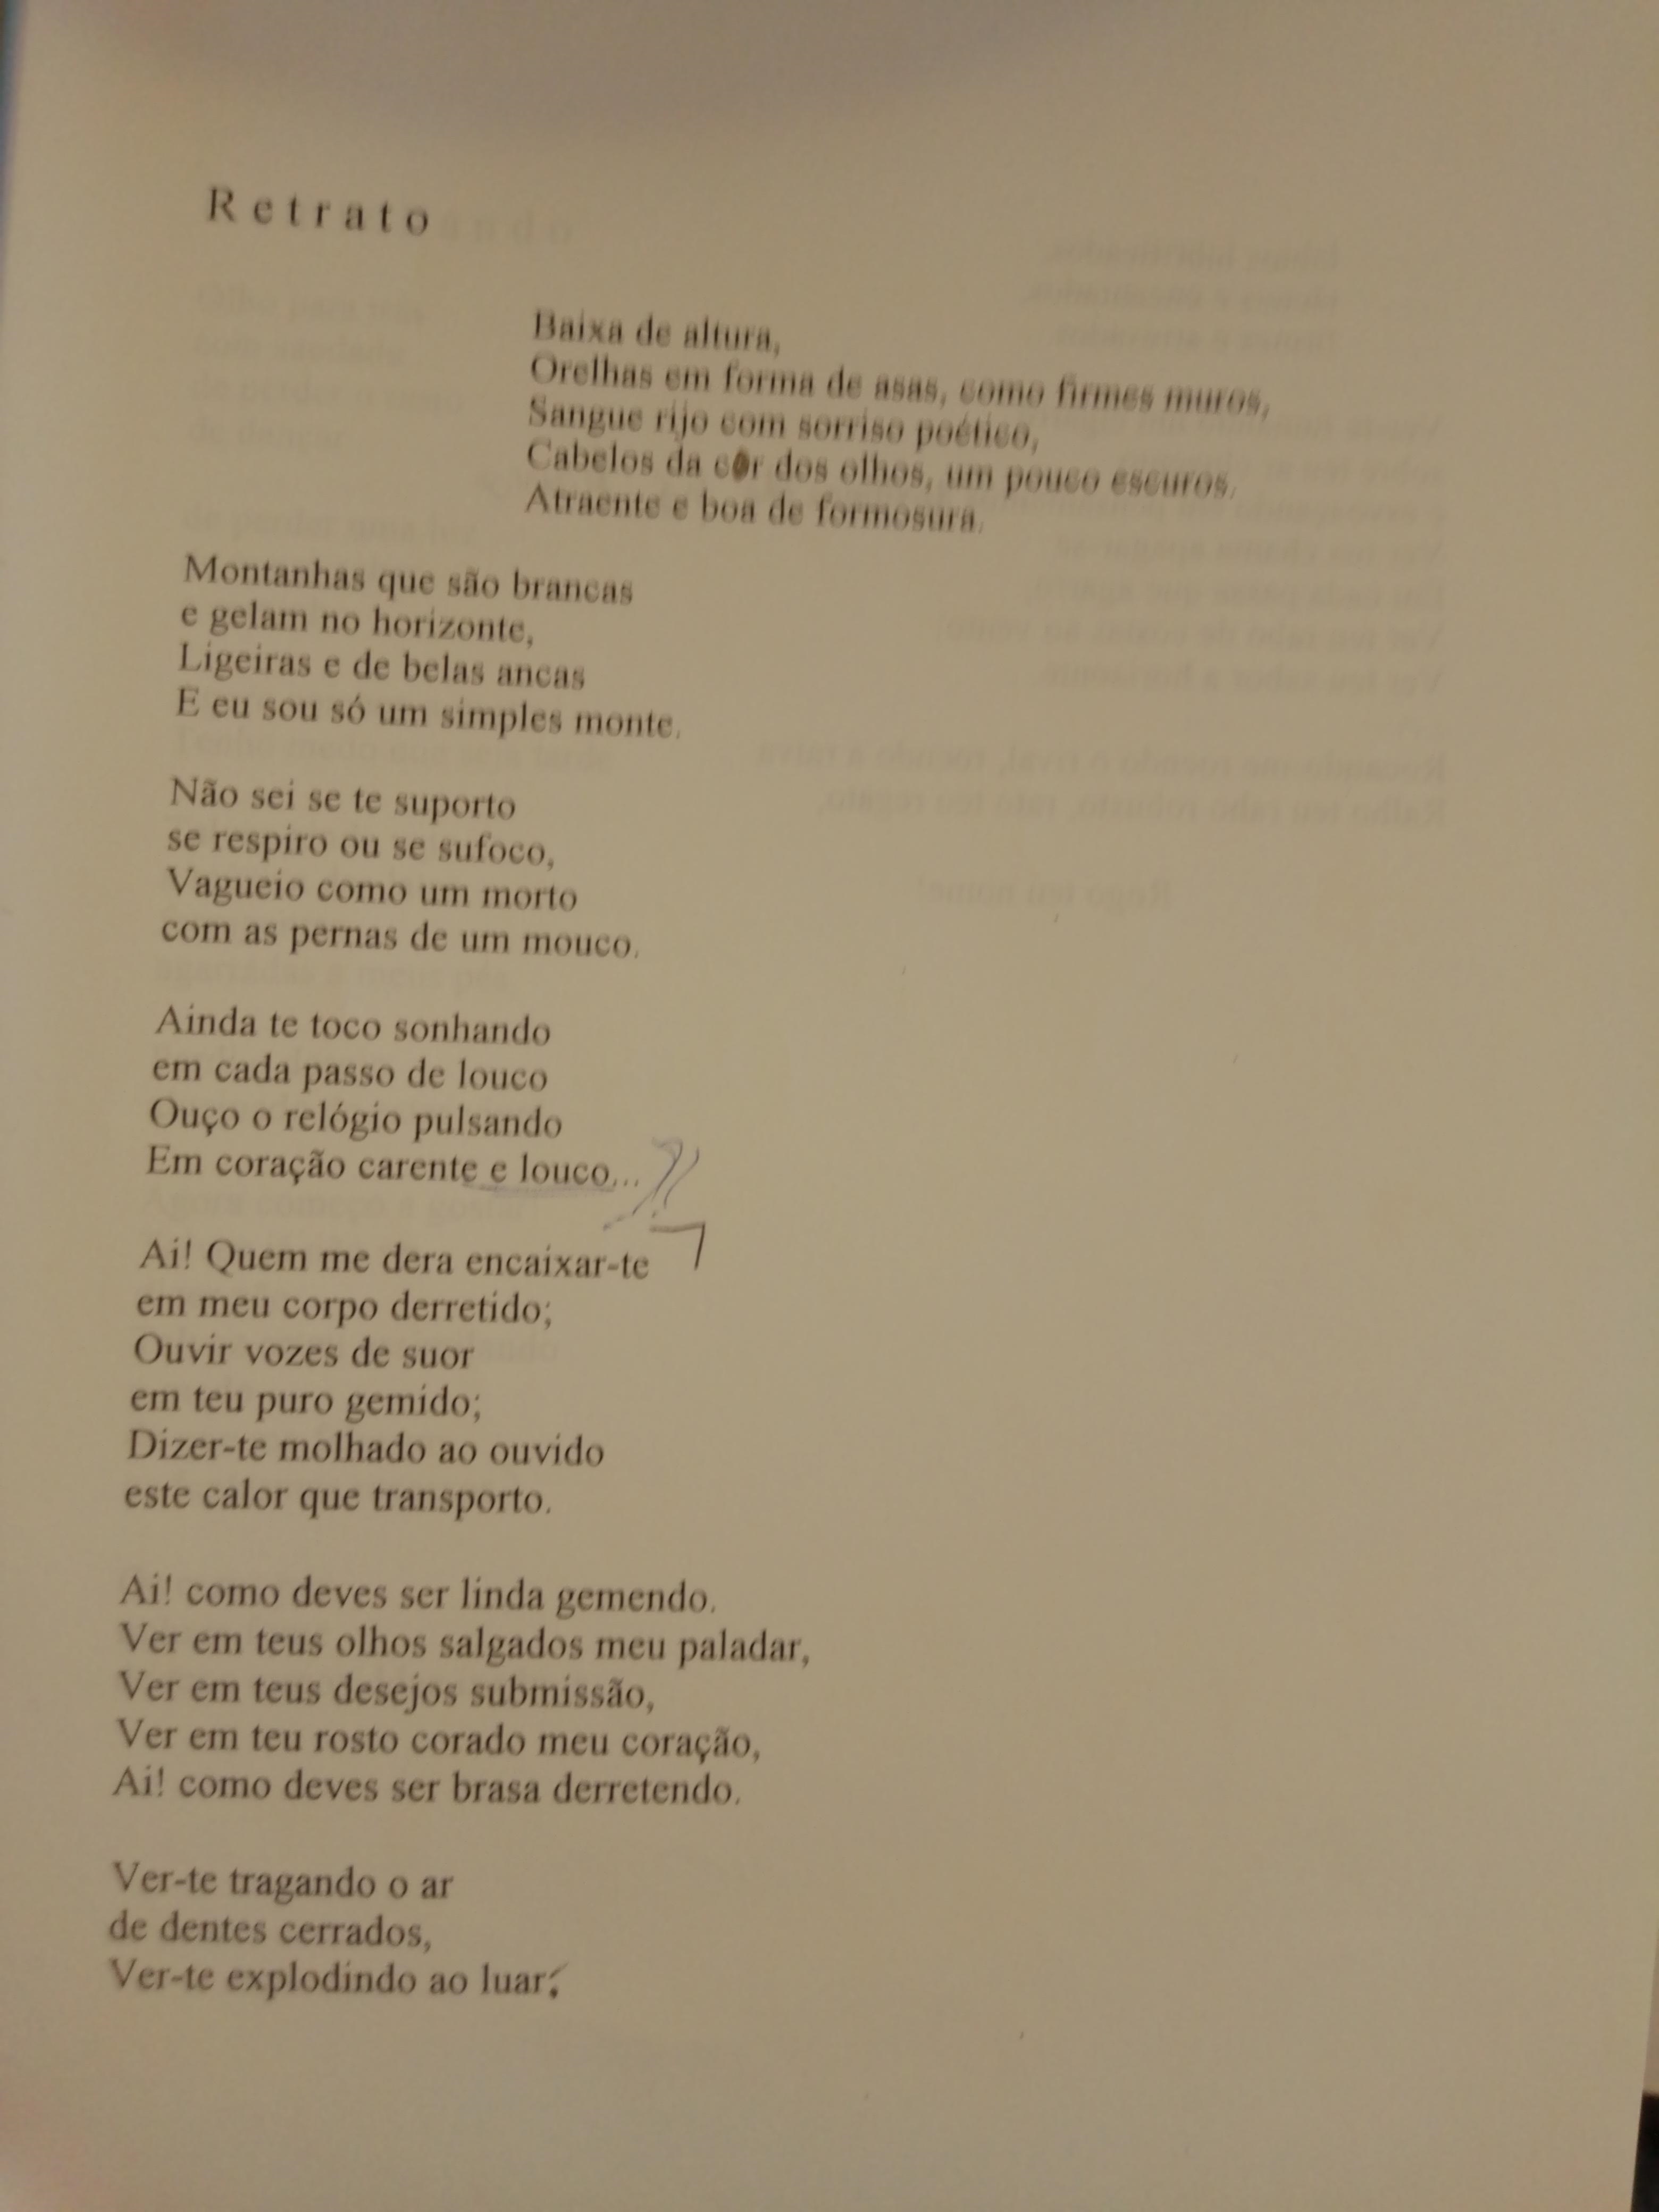 Retrato
Baixa de altura,
Orelhas em forma de asas, como firmes muros,
Sangue rijo com sorriso poético,
Cabelos da cor dos olhos, um pouco escuros.
Atraente e boa de formosura.
Montanhas que são brancas
e gelam no horizonte,
Ligeiras e de belas ancas
E eu sou só um simples monte.
Não sei se te suporto
se respiro ou se sufoco,
Vagueio como um morto
com as pernas de um mouco.
Ainda te toco sonhando
em cada passo de louco
Ouço o relógio pulsando
Em coração carente e louco...
Ai! Quem me dera encaixar-te
em meu corpo derretido;
Ouvir vozes de suor
em teu puro gemido;
Dizer-te molhado ao ouvido
este calor que transporto.
Ai! como deves ser linda gemendo.
Ver em teus olhos salgados meu paladar,
Ver em teus desejos submissão,
Ver em teu rosto corado meu coração,
Ai! como deves ser brasa derretendo.
Ver-te tragando o ar
de dentes cerrados,
Ver-te explodindo ao luar;